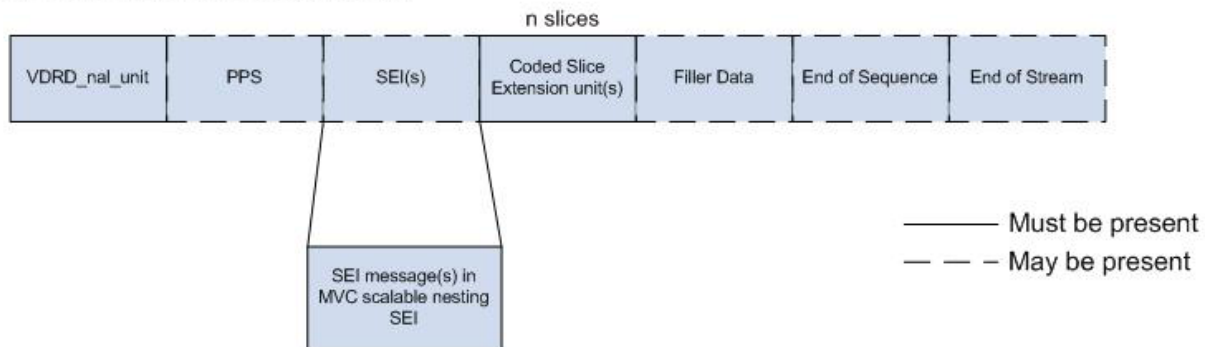 n slices
VDRD_nal_unit
PPS
SEI(s)
Coded Slice
Extension unit(s)
Filler Data
End of Sequence
End of Stream
SEI message(s) in
MVC scalable nesting
SEI
Must be present
May be present